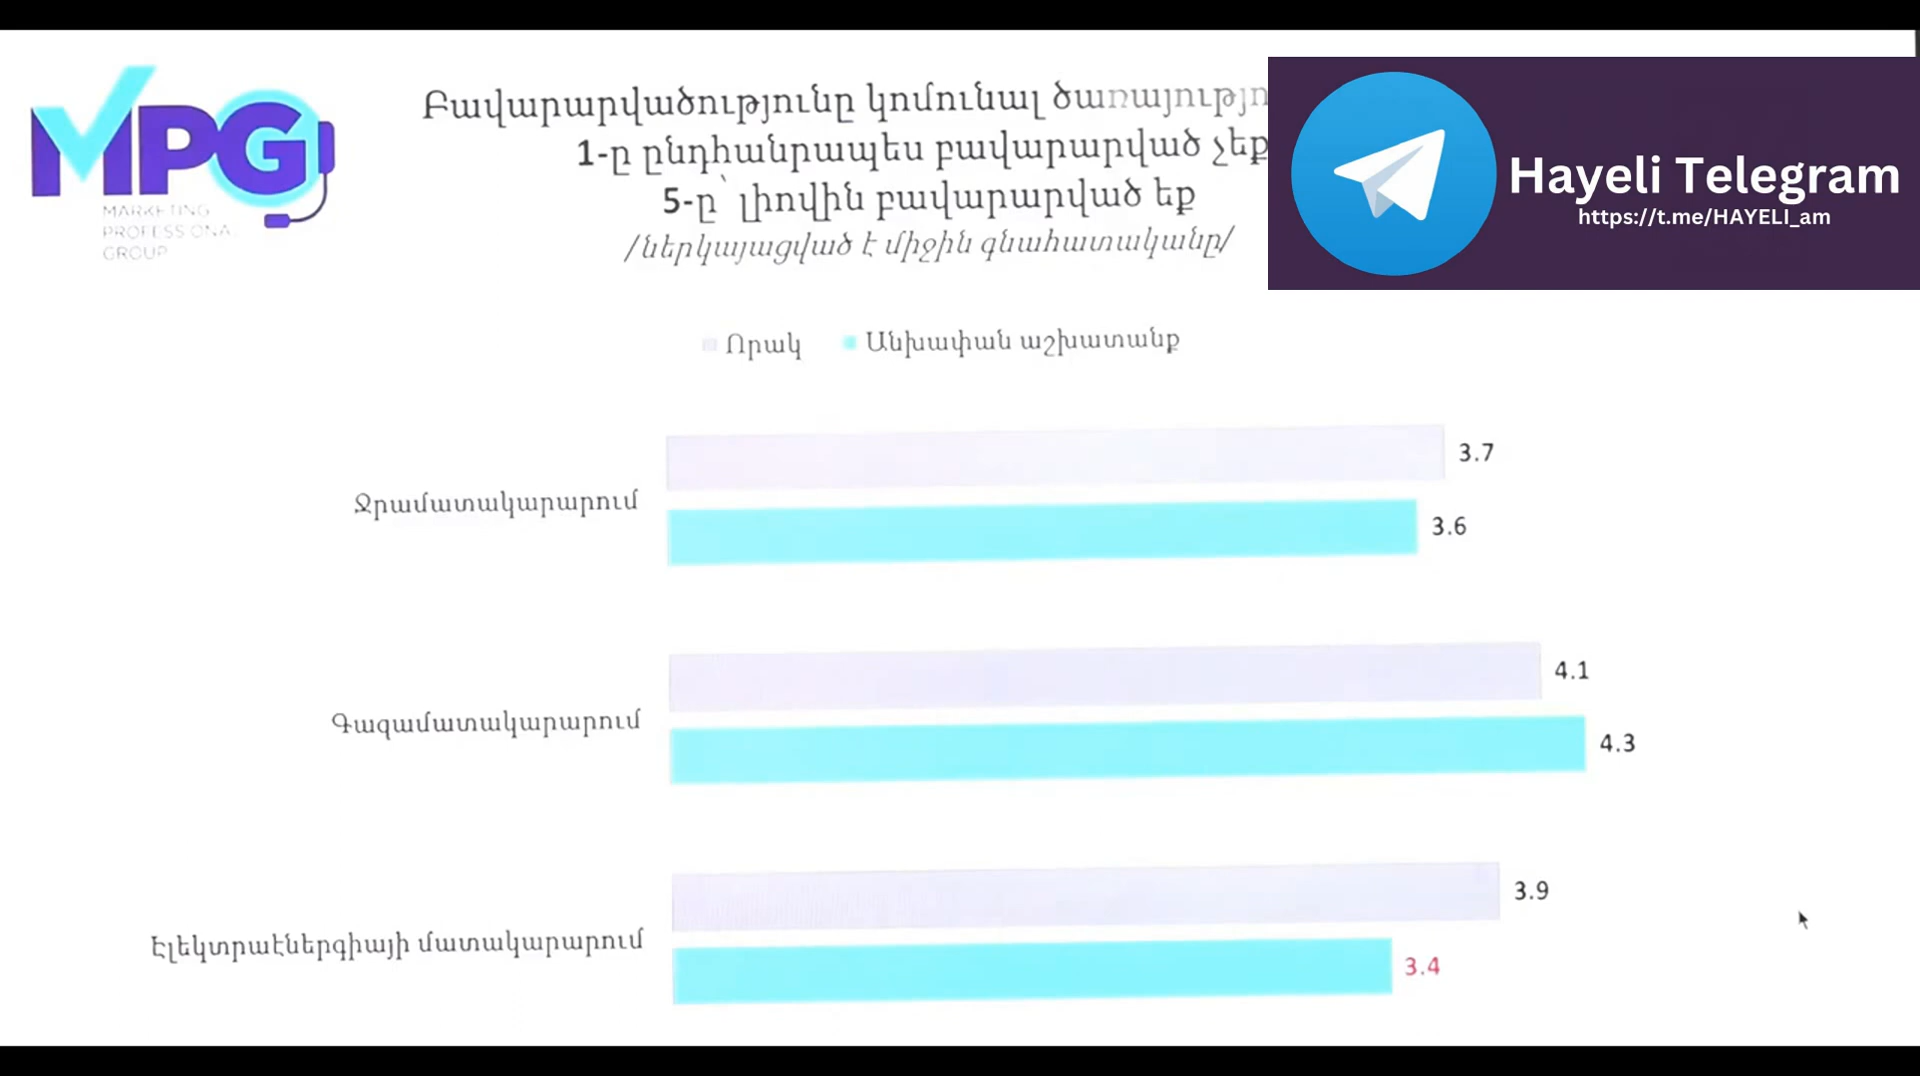 MPG
MARKETING
PROFESSIONAL
GROUP
Բավարարվածությունը կոմունալ
1-ը ընդհանրապես բավարարված չեք
5-ը՝ լիովին բավարարված եք
/ներկայացված է միջին գնահատականը/
Hayeli Telegram
https://t.me/HAYELI_am
Որակ
Անխափան աշխատանք
Ջրամատակարարում
3.7
3.6
Գազամատակարարում
4.1
4.3
Էլեկտրաէներգիայի մատակարարում
3.9
3.4